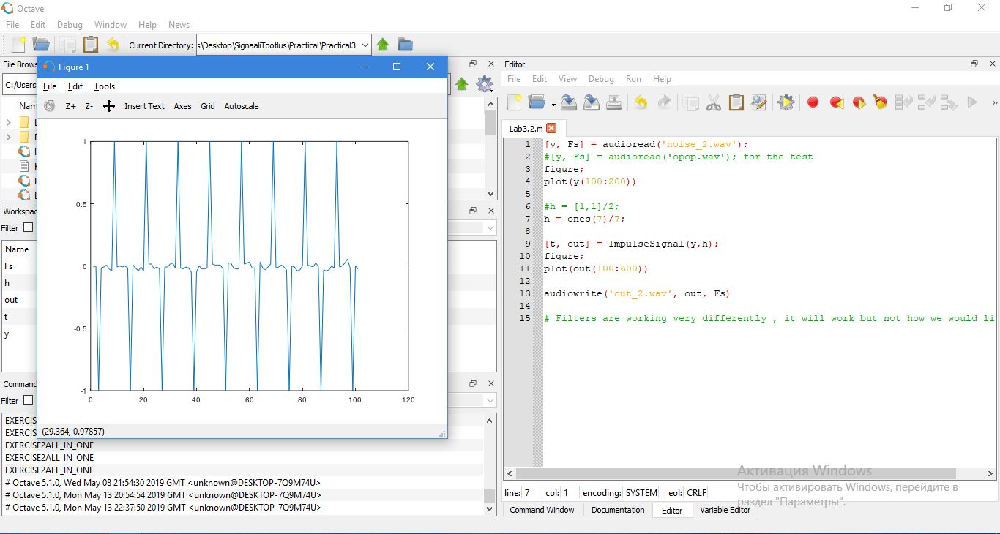 Octave
File Edit Debug Window Help News
Current Directory: :\Desktop\SignaaliTootlus\Practical\Practical3
File Brows
C:/Users
Nam
Workspac
Filter
Name
Fs
h
out
t
y
Command
Filter
EXERCIS
EXERCIS
EXERCISE2ALL_IN_ONE
EXERCISE2ALL_IN_ONE
EXERCISE2ALL_IN_ONE
# Octave 5.1.0, Wed May 08 21:54:30 2019 GMT <unknown@DESKTOP-7Q9M74U>
# Octave 5.1.0, Mon May 13 20:54:54 2019 GMT <unknown@DESKTOP-7Q9M74U>
# Octave 5.1.0, Mon May 13 22:37:50 2019 GMT <unknown@DESKTOP-7Q9M74U>
Figure 1
File Edit Tools
Z+ Z- Insert Text Axes Grid Autoscale
1
0.5
0
-0.5
-1
0 20 40 60 80 100 120
(29.364, 0.97857)
Editor
File Edit View Debug Run Help
Lab3.2.m
1 [y, Fs] = audioread('noise_2.wav');
2 #[y, Fs] = audioread('opop.wav'); for the test
3 figure;
4 plot(y(100:200))
5
6 #h = [1,1]/2;
7 h = ones(7)/7;
8
9 [t, out] = ImpulseSignal(y,h);
10 figure;
11 plot(out(100:600))
12
13 audiowrite('out_2.wav', out, Fs)
14
15 # Filters are working very differently , it will work but not how we would li
Активация Windows
Чтобы активировать Windows, перейдите в
раздел "Параметры".
line: 7 col: 1 encoding: SYSTEM eol: CRLF
Command Window Documentation Editor Variable Editor